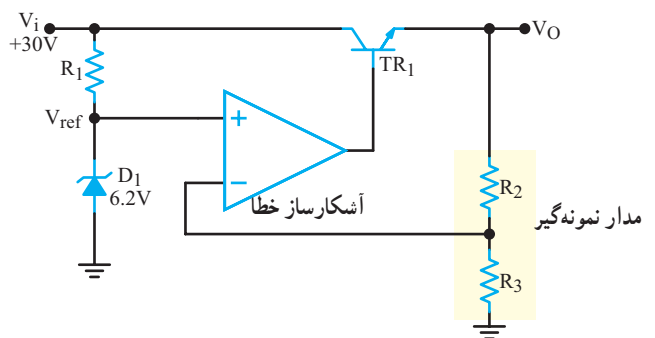 Vi
+30V
VO
R1
TR1
Vref
+
−
D1
6.2V
آشکارساز خطا
R2
مدار نمونه‌گیر
R3